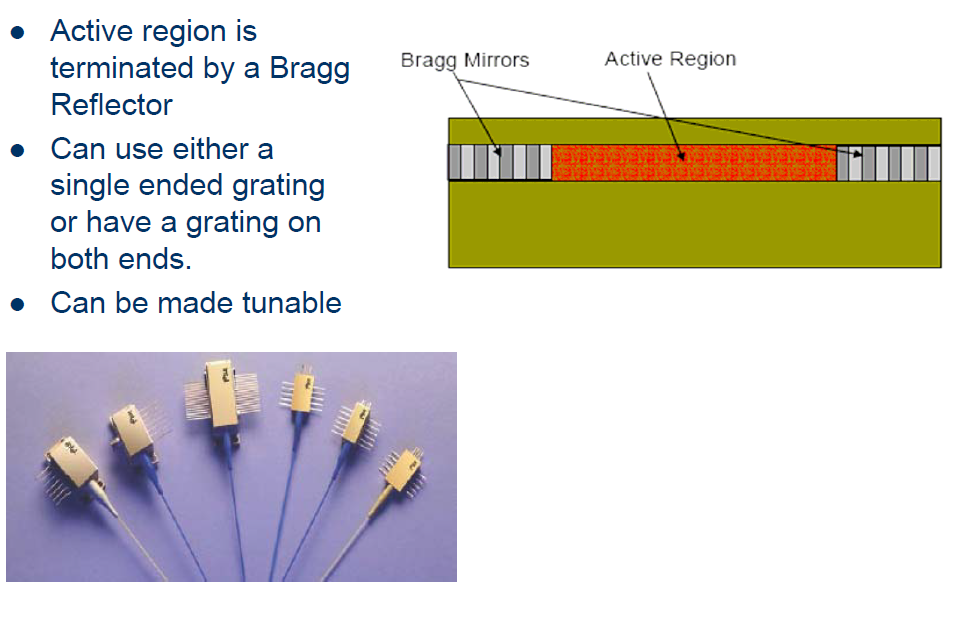 Active region is
terminated by a Bragg
Reflector
Can use either a
single ended grating
or have a grating on
both ends.
Can be made tunable
Bragg Mirrors
Active Region